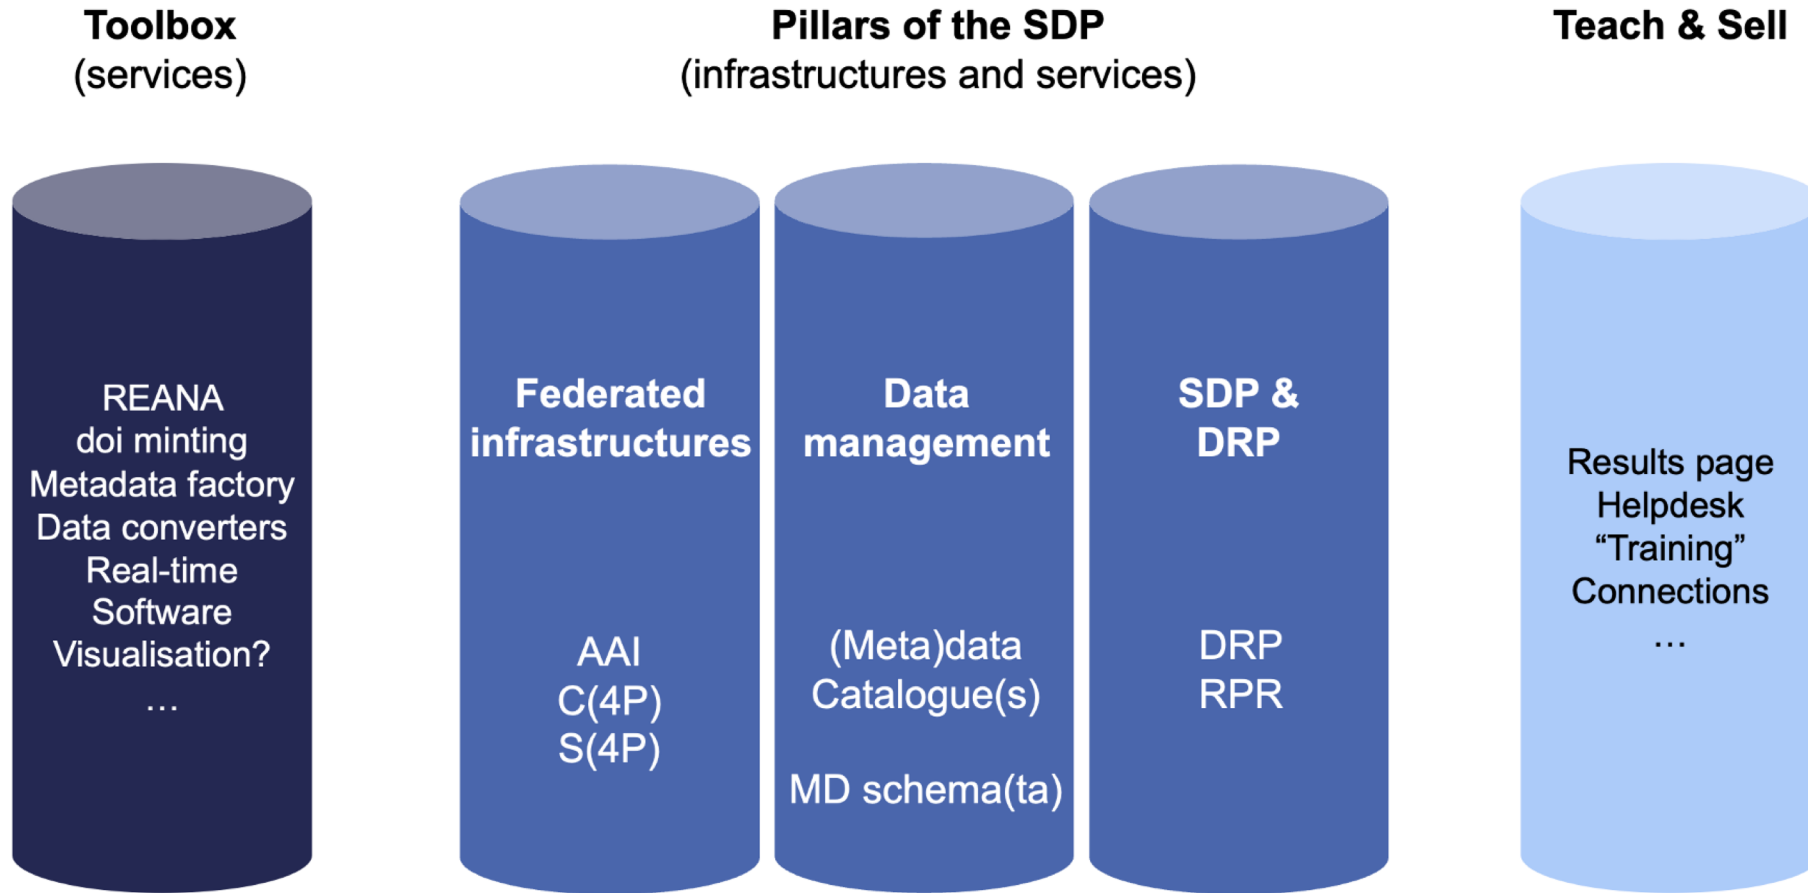 Toolbox
(services)
REANA
doi minting
Metadata factory
Data converters
Real-time
Software
Visualisation?
…
Pillars of the SDP
(infrastructures and services)
Federated
infrastructures
AAI
C(4P)
S(4P)
Data
management
(Meta)data
Catalogue(s)
MD schema(ta)
SDP &
DRP
DRP
RPR
Teach & Sell
Results page
Helpdesk
“Training”
Connections
…